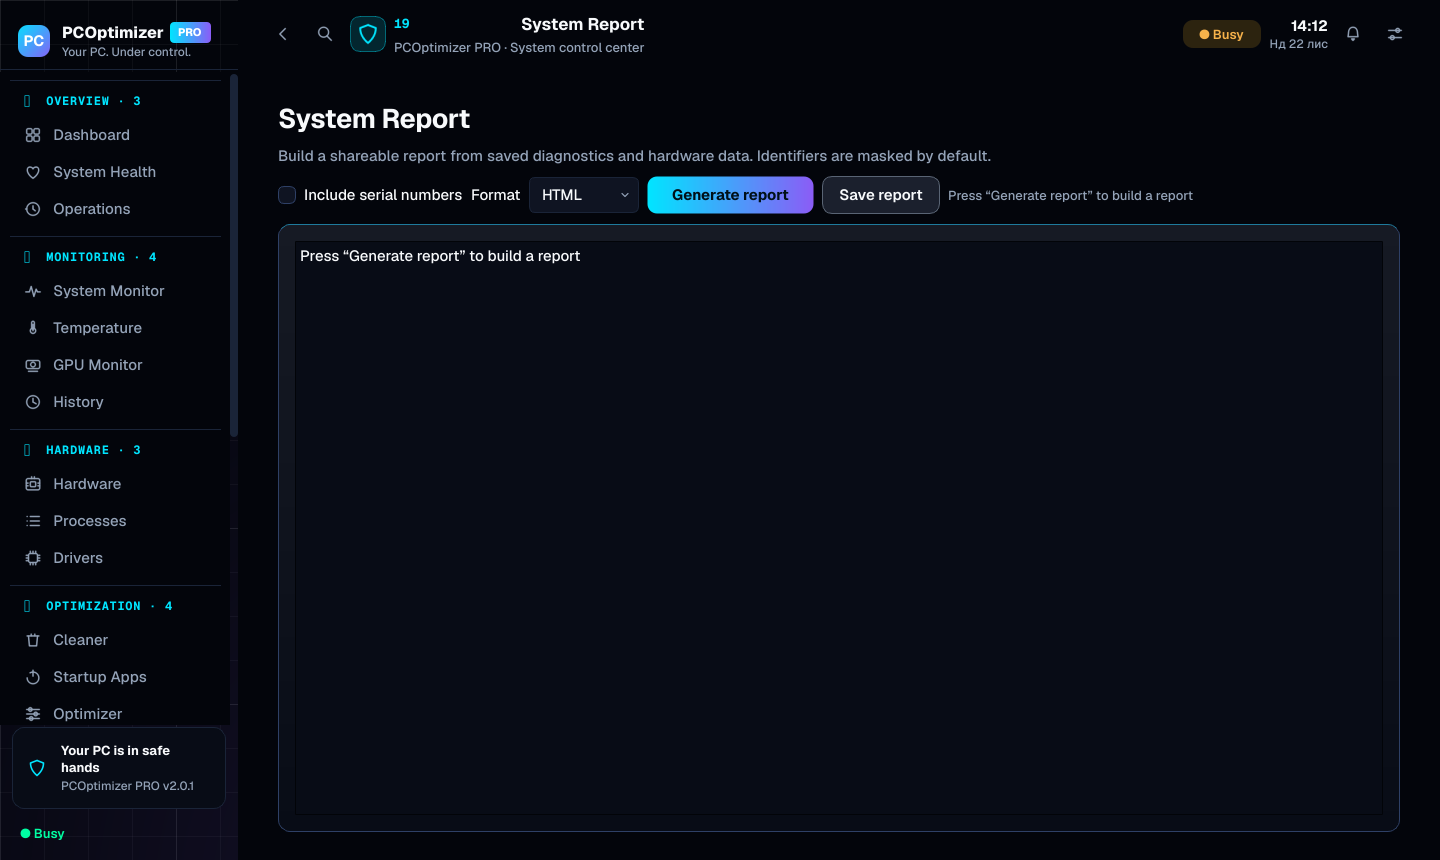 PC
PCOptimizer PRO
Your PC. Under control.
OVERVIEW · 3
Dashboard
System Health
Operations
MONITORING · 4
System Monitor
Temperature
GPU Monitor
History
HARDWARE · 3
Hardware
Processes
Drivers
OPTIMIZATION · 4
Cleaner
Startup Apps
Optimizer
Your PC is in safe
hands
PCOptimizer PRO v2.0.1
Busy
19
System Report
PCOptimizer PRO · System control center
Busy
14:12
Нд 22 лис
System Report
Build a shareable report from saved diagnostics and hardware data. Identifiers are masked by default.
Include serial numbers Format HTML Generate report Save report Press “Generate report” to build a report
Press “Generate report” to build a report